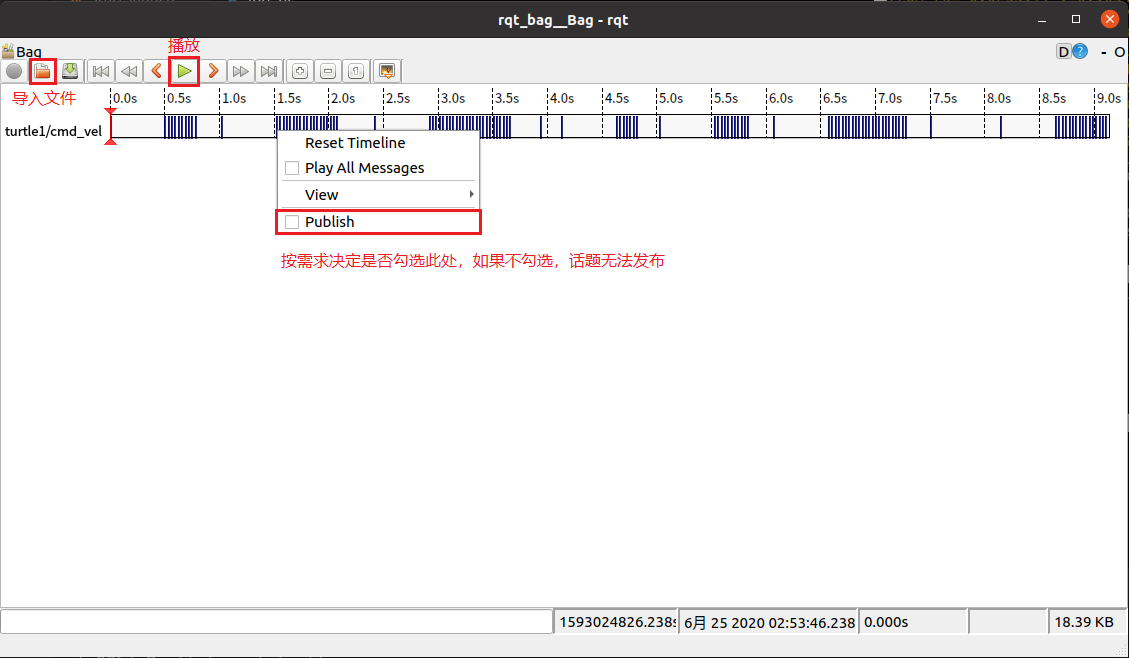 rqt_bag__Bag - rqt
Bag
播放
D ? - O
导入文件
0.0s 0.5s 1.0s 1.5s 2.0s 2.5s 3.0s 3.5s 4.0s 4.5s 5.0s 5.5s 6.0s 6.5s 7.0s 7.5s 8.0s 8.5s 9.0s
turtle1/cmd_vel
Reset Timeline
Play All Messages
View
Publish
按需求决定是否勾选此处，如果不勾选，话题无法发布
1593024826.238s 6月 25 2020 02:53:46.238 0.000s 18.39 KB